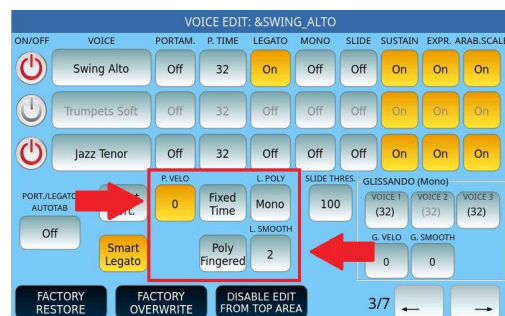 VOICE EDIT: &SWING_ALTO
ON/OFF VOICE PORTAM. P. TIME LEGATO MONO SLIDE SUSTAIN EXPR. ARAB.SCALE
Swing Alto Off 32 On Off Off On On On
Trumpets Soft Off 32 Off Off Off On On On
Jazz Tenor Off 32 Off Off Off On On On
P. VELO L. POLY SLIDE THRES. GLISSANDO (Mono)
PORT./LEGATO
AUTOTAB
Off
0 Fixed
Time Mono 100
VOICE 1 VOICE 2 VOICE 3
(32) (32) (32)
L. SMOOTH G. VELO G. SMOOTH
Smart
Legato Poly
Fingered 2 0 0
FACTORY
RESTORE
FACTORY
OVERWRITE
DISABLE EDIT
FROM TOP AREA
3/7